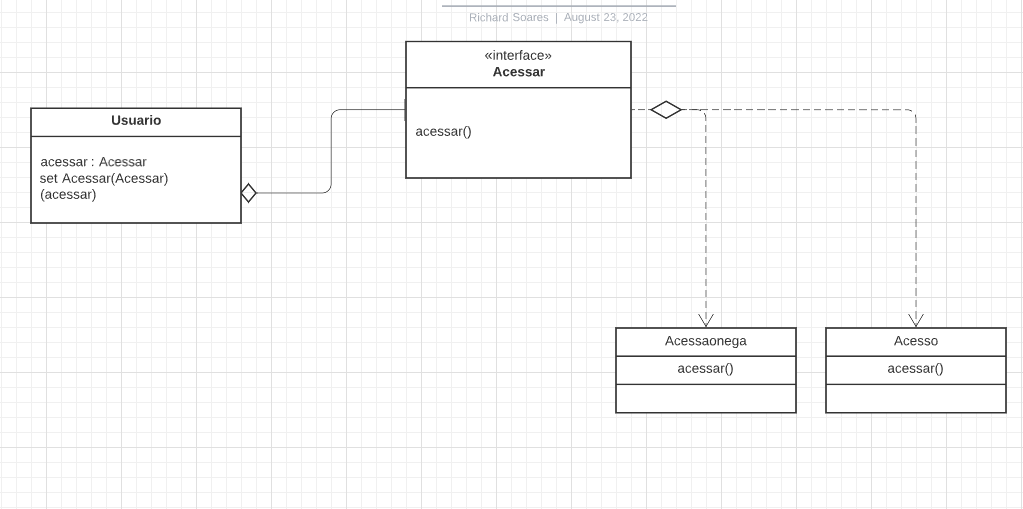 Richard Soares | August 23, 2022
«interface»
Acessar
acessar()
Usuario
acessar : Acessar
set Acessar(Acessar)
(acessar)
Acessaonega
acessar()
Acesso
acessar()